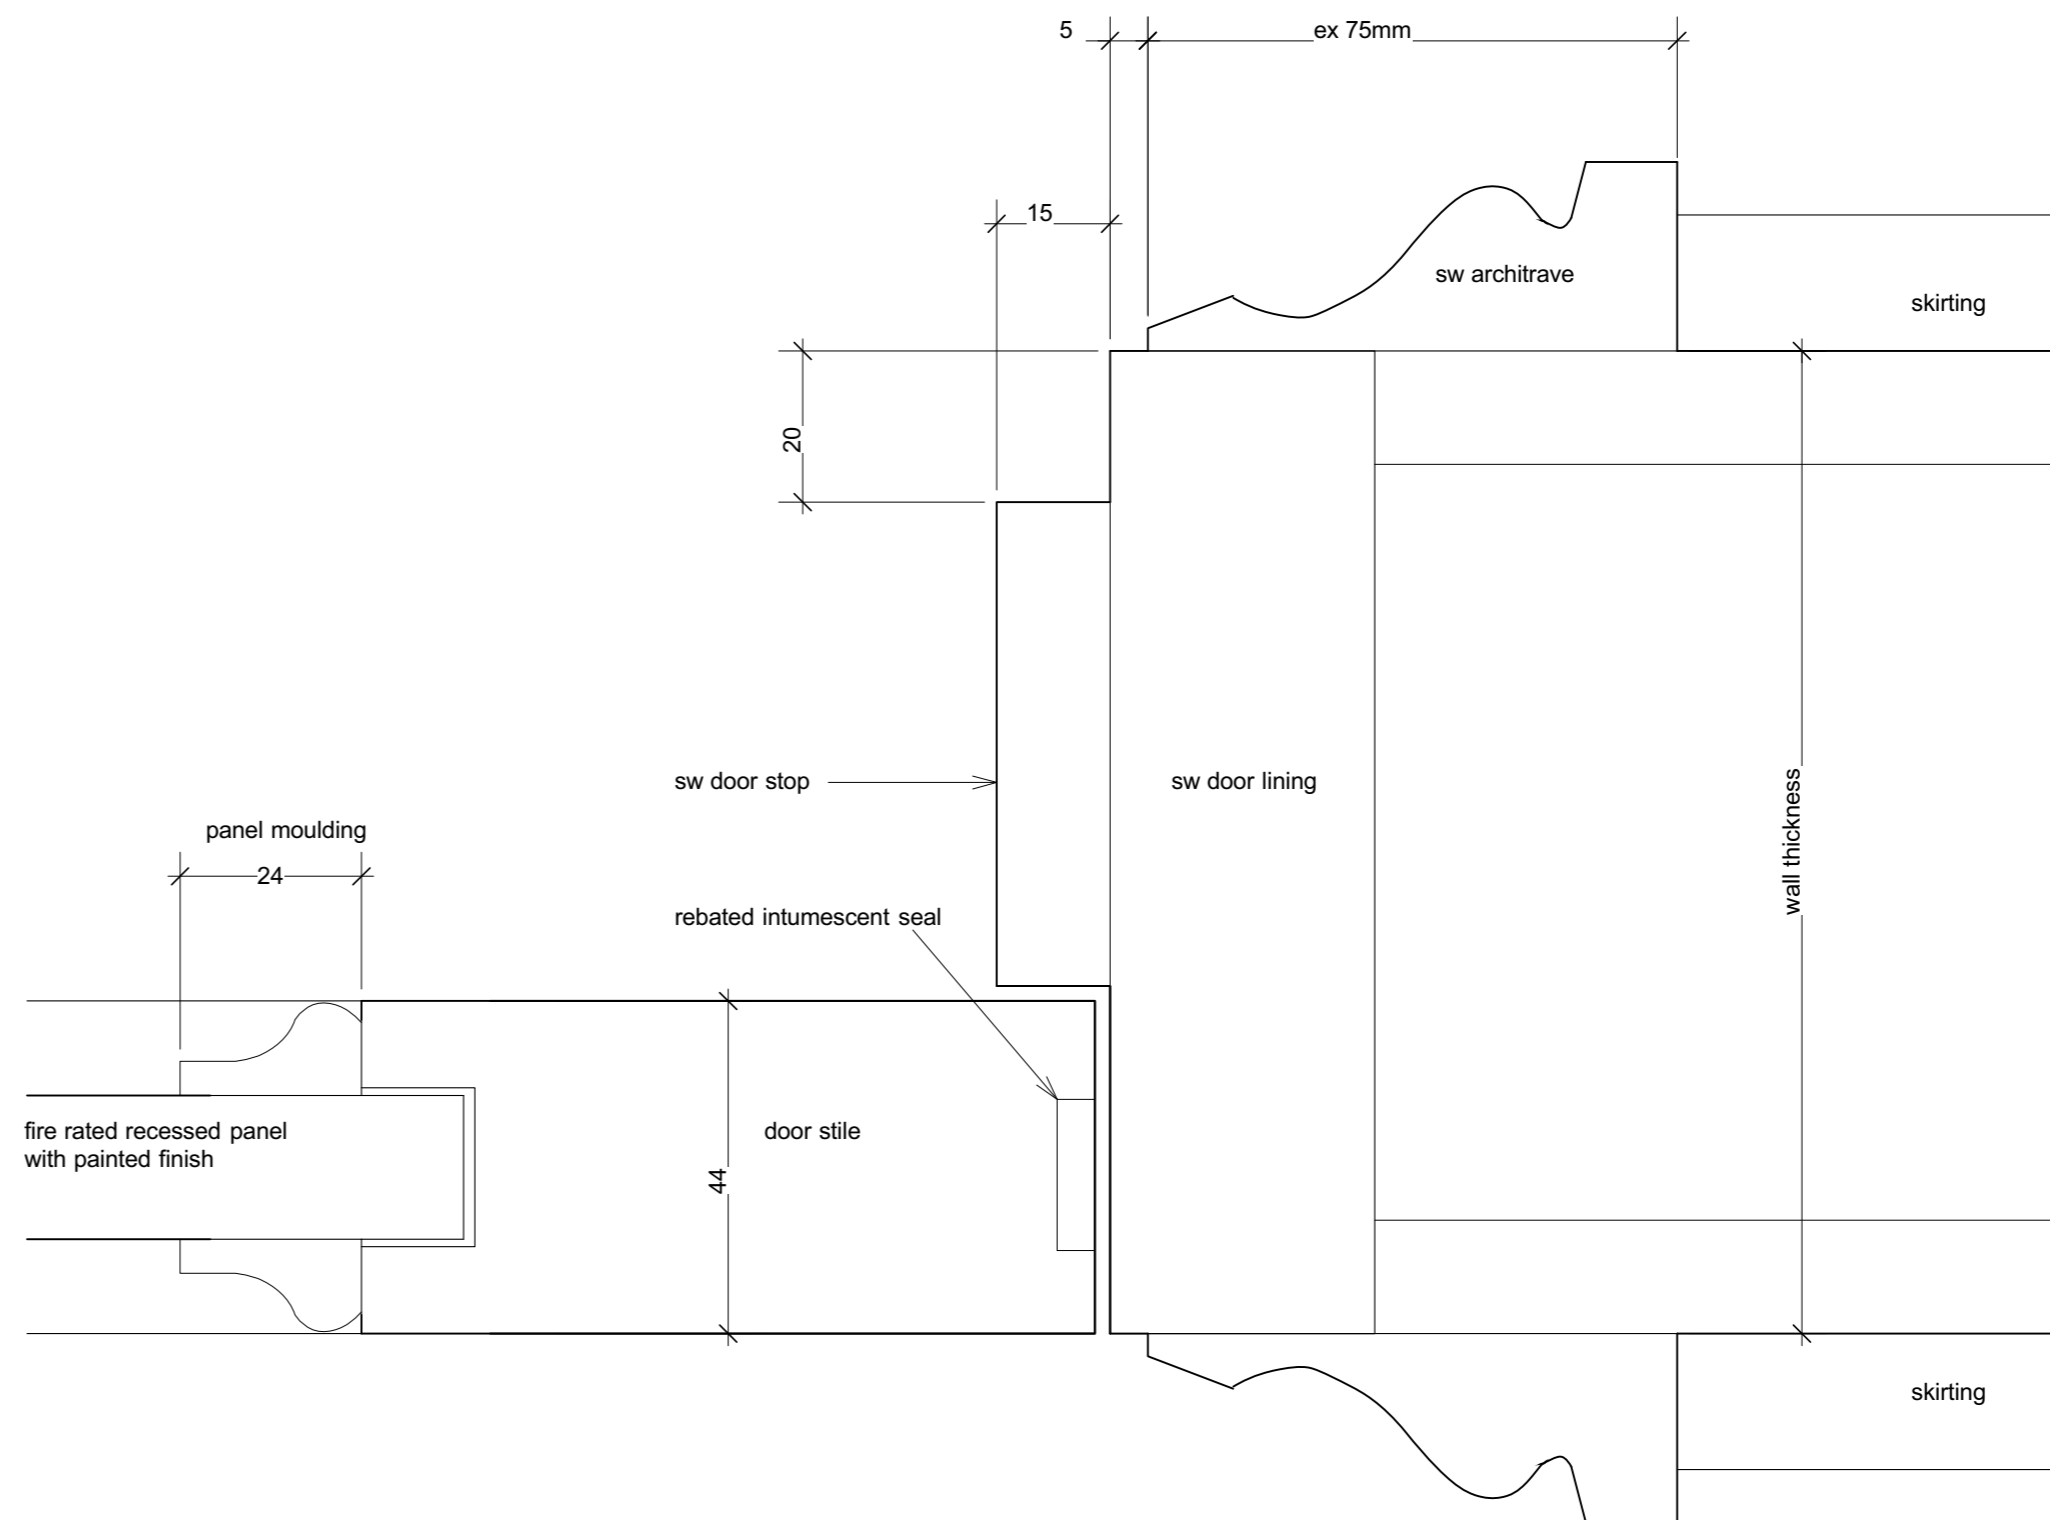 5
ex 75mm
15
sw architrave
skirting
20
sw door stop
sw door lining
wall thickness
panel moulding
24
rebated intumescent seal
fire rated recessed panel
with painted finish
door stile
44
skirting